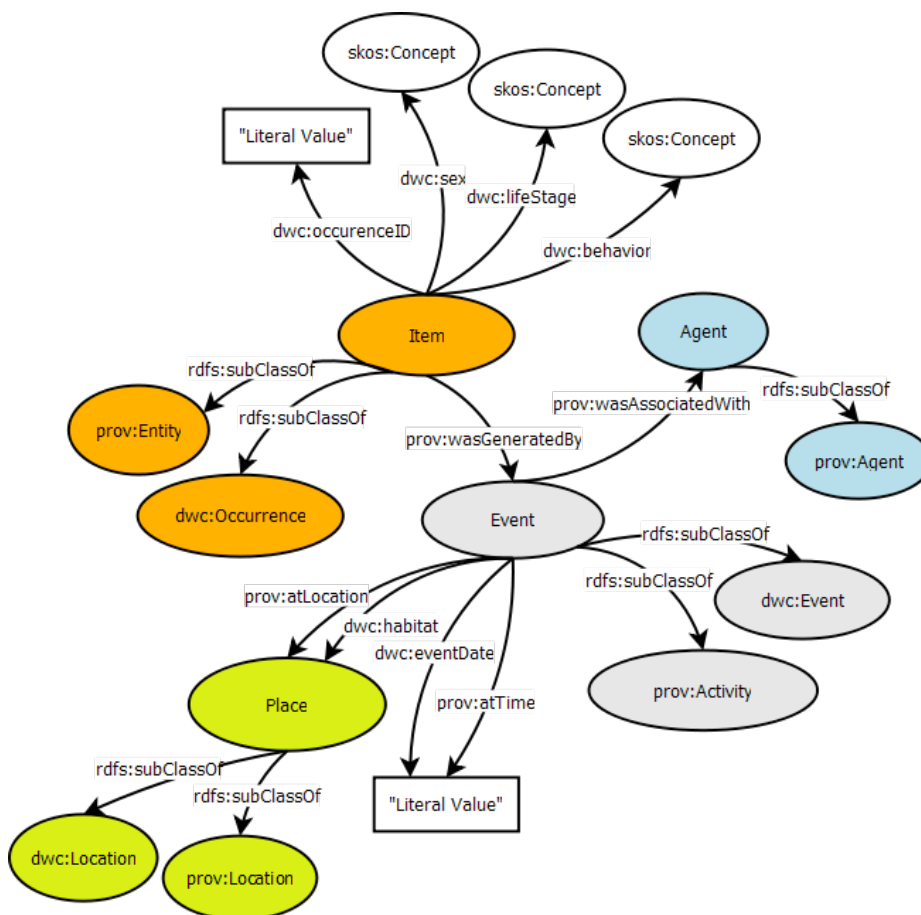 skos:Concept
skos:Concept
"Literal Value"
skos:Concept
dwc:sex
dwc:lifeStage
dwc:occurenceID
dwc:behavior
Item
Agent
rdfs:subClassOf
rdfs:subClassOf
prov:wasAssociatedWith
rdfs:subClassOf
prov:Entity
prov:wasGeneratedBy
prov:Agent
dwc:Occurrence
Event
rdfs:subClassOf
rdfs:subClassOf
prov:atLocation
dwc:habitat
dwc:Event
dwc:eventDate
prov:atTime
prov:Activity
Place
rdfs:subClassOf
rdfs:subClassOf
"Literal Value"
dwc:Location
prov:Location